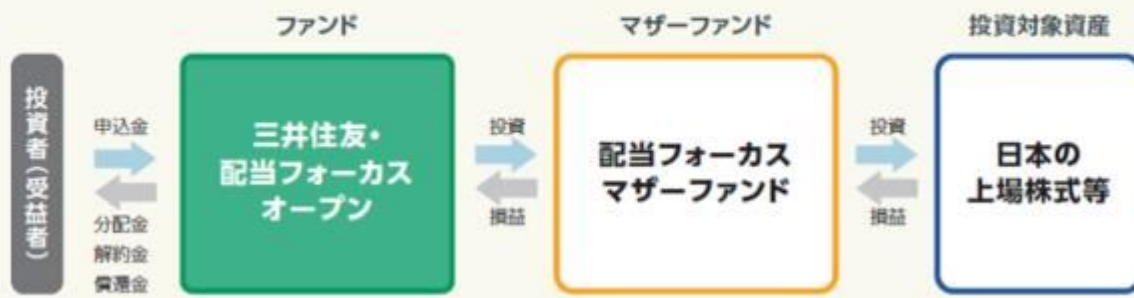 ファンド
マザーファンド
投資対象資産
投資者(受益者)
申込金
分配金
解約金
償還金
三井住友・
配当フォーカス
オープン
投資
損益
配当フォーカス
マザーファンド
投資
損益
日本の
上場株式等